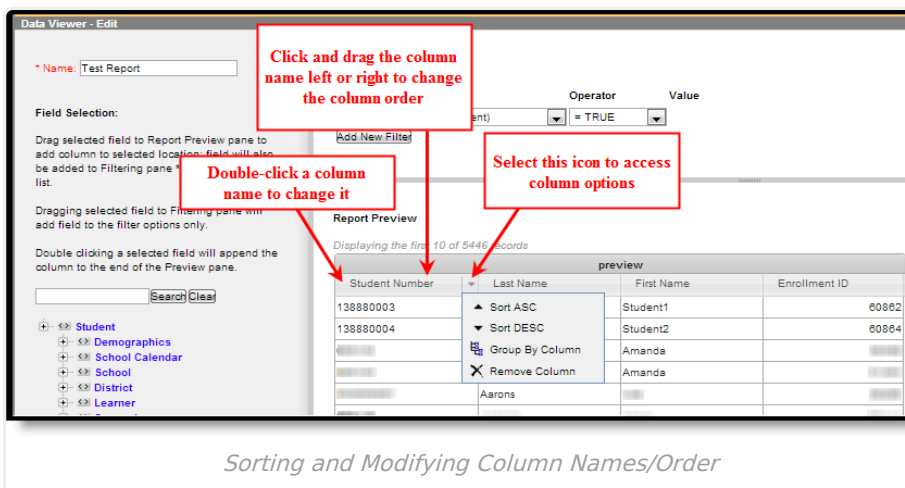 Data Viewer - Edit
* Name: Test Report
Click and drag the column
name left or right to change
the column order
Operator
Value
ent)
= TRUE
Add New Filter
Field Selection:
Drag selected field to Report Preview pane to
add column to selected location; field will also
be added to Filtering pane *
list.
Double-click a column
name to change it
Select this icon to access
column options
Dragging selected field to Filtering pane will
add field to the filter options only.
Double clicking a selected field will append the
column to the end of the Preview pane.
Search Clear
Student
Demographics
School Calendar
School
District
Learner
Report Preview
Displaying the first 10 of 5446 records
preview
Student Number Last Name First Name Enrollment ID
138880003 Student1 60862
138880004 Student2 60864
Amanda
Amanda
Aarons
Sort ASC
Sort DESC
Group By Column
Remove Column
Sorting and Modifying Column Names/Order